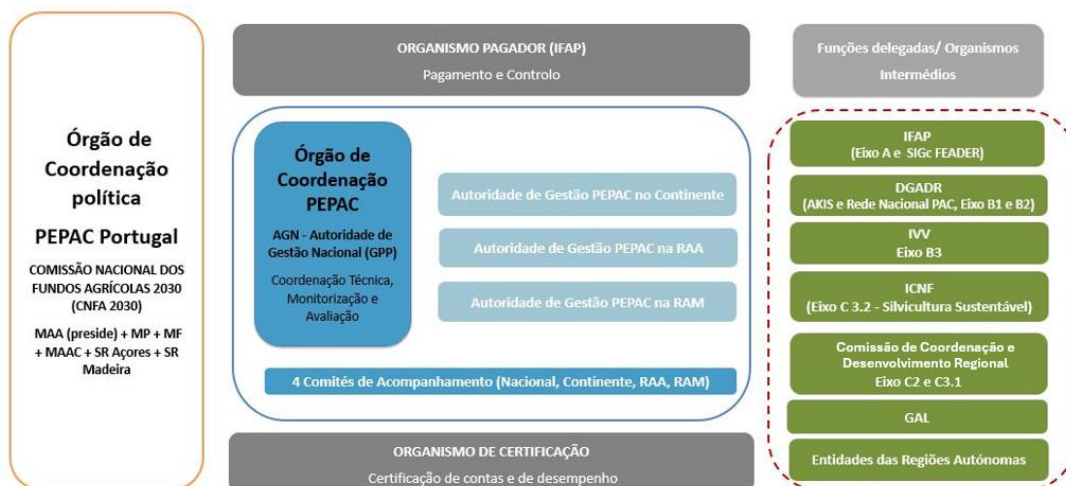 Órgão de
Coordenação
política
PEPAC Portugal
COMISSÃO NACIONAL DOS
FUNDOS AGRÍCOLAS 2030
(CNFA 2030)
MAA (preside) + MP + MF
+ MAAC + SR Açores + SR
Madeira
ORGANISMO PAGADOR (IFAP)
Pagamento e Controlo
Órgão de
Coordenação
PEPAC
AGN - Autoridade de
Gestão Nacional (GPP)
Coordenação Técnica,
Monitorização e
Avaliação
Autoridade de Gestão PEPAC no Continente
Autoridade de Gestão PEPAC na RAA
Autoridade de Gestão PEPAC na RAM
4 Comités de Acompanhamento (Nacional, Continente, RAA, RAM)
ORGANISMO DE CERTIFICAÇÃO
Certificação de contas e de desempenho
Funções delegadas/ Organismos
Intermédios
IFAP
(Eixo A e SIGc FEADER)
DGADR
(AKIS e Rede Nacional PAC, Eixo B1 e B2)
IVV
Eixo B3
ICNF
(Eixo C 3.2 - Silvicultura Sustentável)
Comissão de Coordenação e
Desenvolvimento Regional
Eixo C2 e C3.1
GAL
Entidades das Regiões Autónomas